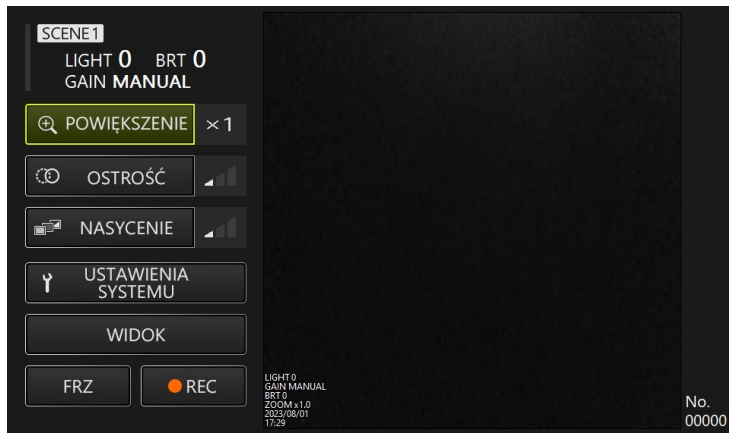 SCENE1
LIGHT 0 BRT 0
GAIN MANUAL
POWIĘKSZENIE ×1
OSTROŚĆ
NASYCENIE
USTAWIENIA
SYSTEMU
WIDOK
FRZ REC
LIGHT 0
GAIN MANUAL
BRT 0
ZOOM x1.0
2023/08/01
17:29
No.
00000